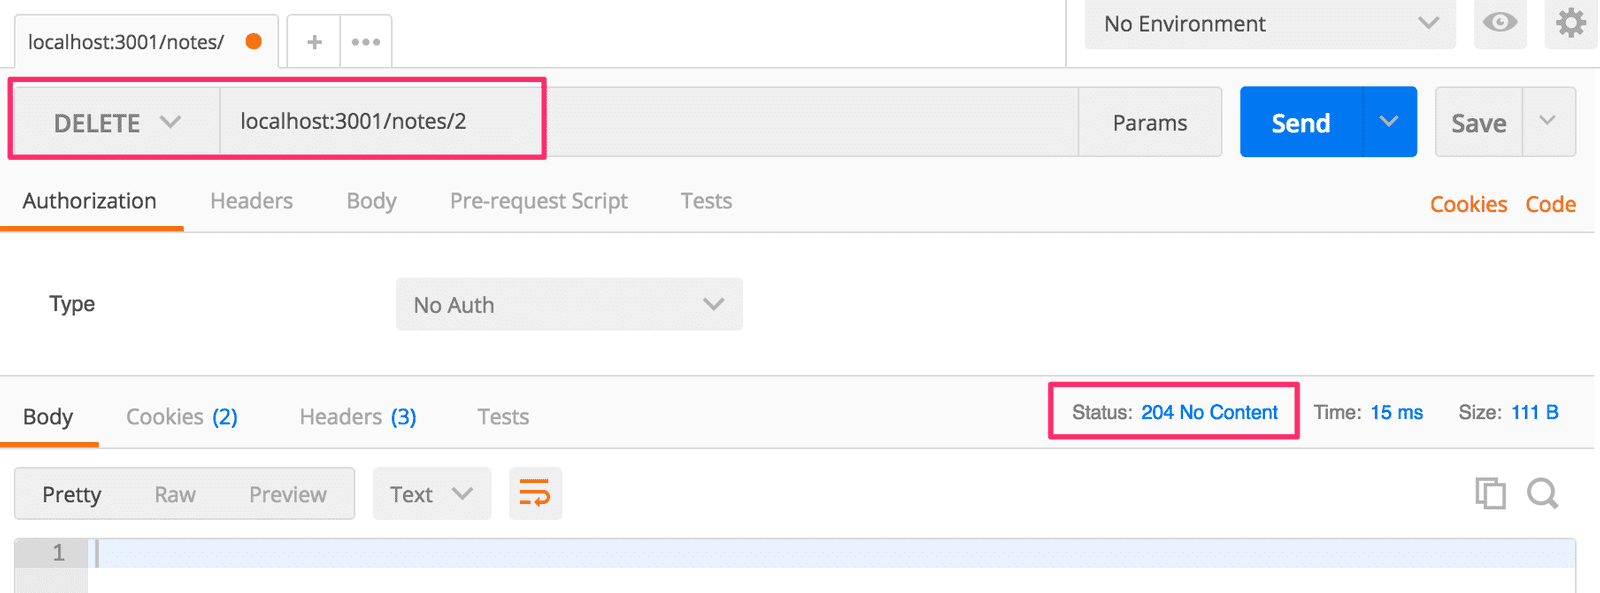 localhost:3001/notes/ + ••• No Environment
DELETE localhost:3001/notes/2 Params Send Save
Authorization Headers Body Pre-request Script Tests Cookies Code
Type No Auth
Body Cookies (2) Headers (3) Tests Status: 204 No Content Time: 15 ms Size: 111 B
Pretty Raw Preview Text
1